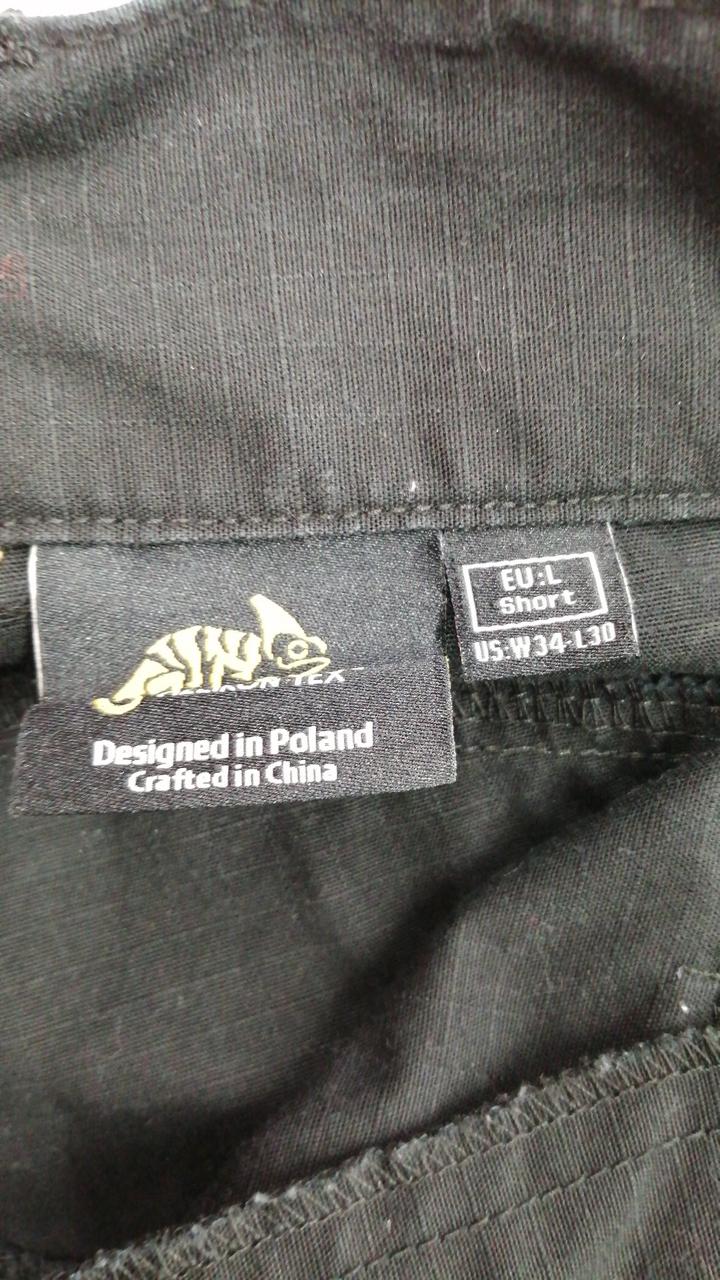 Designed in Poland
Crafted in China
EU:L
Short
US:W34-L30